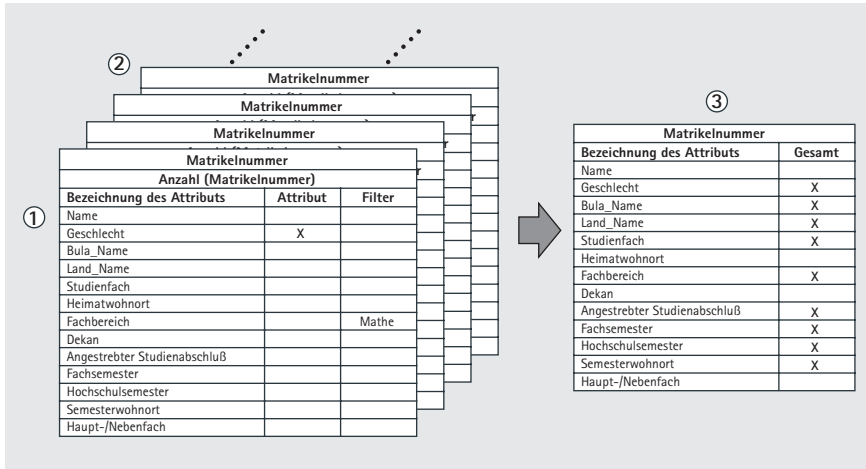 ②
Matrikelnummer
Matrikelnummer
Matrikelnummer
Matrikelnummer
Anzahl (Matrikelnummer)
Bezeichnung des Attributs Attribut Filter
①
Name
Geschlecht X
Bula_Name
Land_Name
Studienfach
Heimatwohnort
Fachbereich Mathe
Dekan
Angestrebter Studienabschluß
Fachsemester
Hochschulsemester
Semesterwohnort
Haupt-/Nebenfach
③
Matrikelnummer
Bezeichnung des Attributs Gesamt
Name
Geschlecht X
Bula_Name X
Land_Name X
Studienfach X
Heimatwohnort
Fachbereich X
Dekan
Angestrebter Studienabschluß X
Fachsemester X
Hochschulsemester X
Semesterwohnort X
Haupt-/Nebenfach